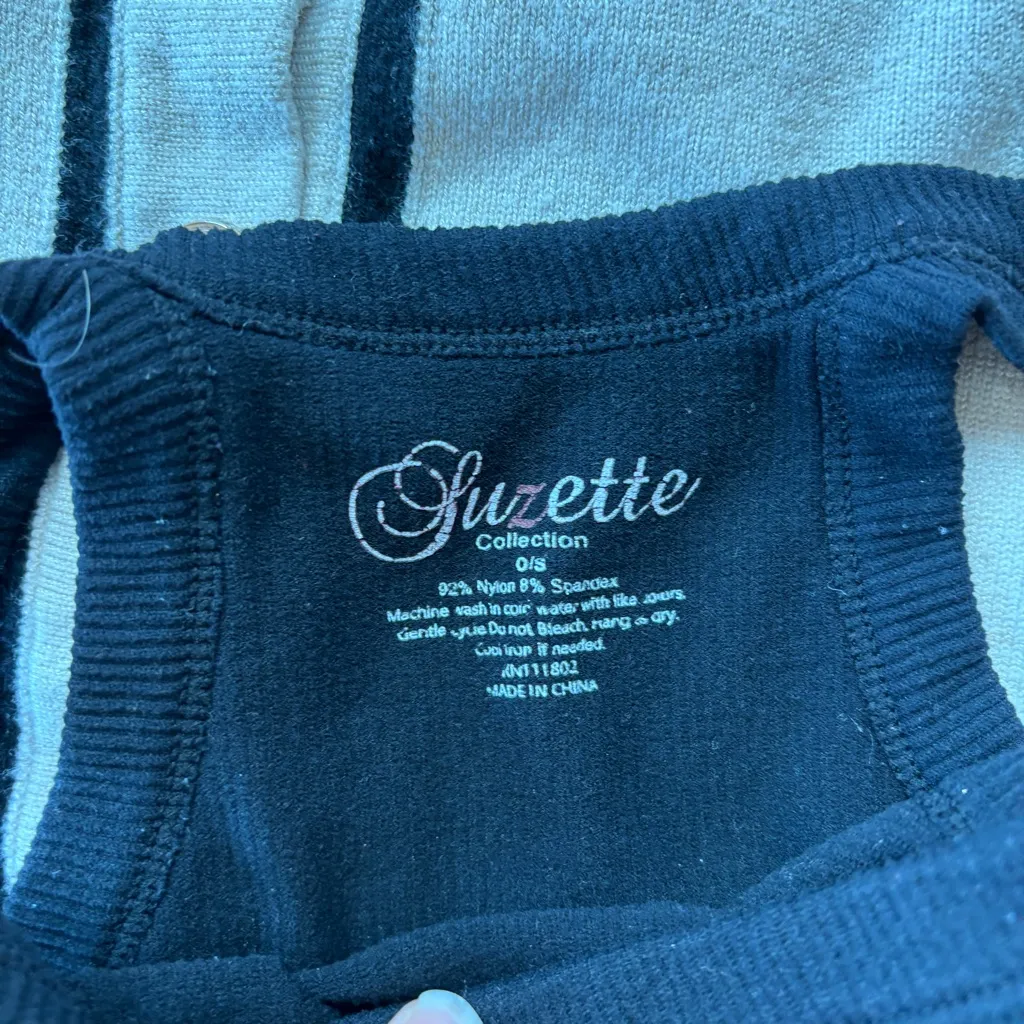 Suzette
Collection
O/S
92% Nylon 8% Spandex
Machine wash in cold water with like colors.
Gentle cycle Do not Bleach. Hang to dry.
Cool iron if needed.
RN111802
MADE IN CHINA